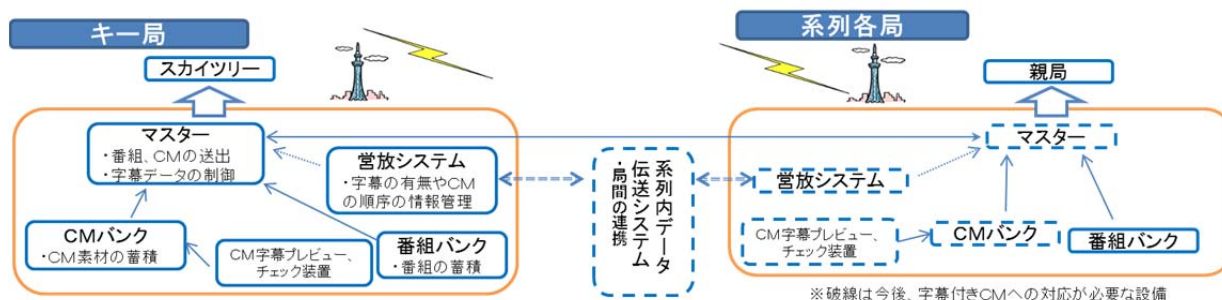 キー局
スカイツリー
マスター
・番組、CMの送出
・字幕データの制御
営放システム
・字幕の有無やCM
の順序の情報管理
CMバンク
・CM素材の蓄積
CM字幕プレビュー、
チェック装置
番組バンク
・番組の蓄積
系列内データ
伝送システム
・局間の連携
系列各局
親局
マスター
営放システム
CM字幕プレビュー、
チェック装置
CMバンク
番組バンク
※破線は今後、字幕付きCMへの対応が必要な設備